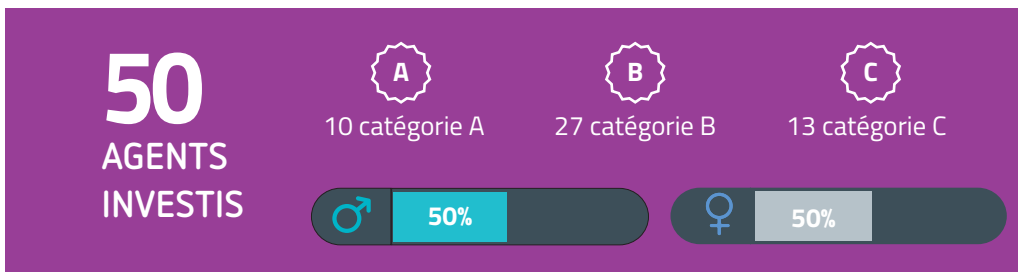 50
AGENTS
INVESTIS
A
10 catégorie A
B
27 catégorie B
C
13 catégorie C
50%
50%